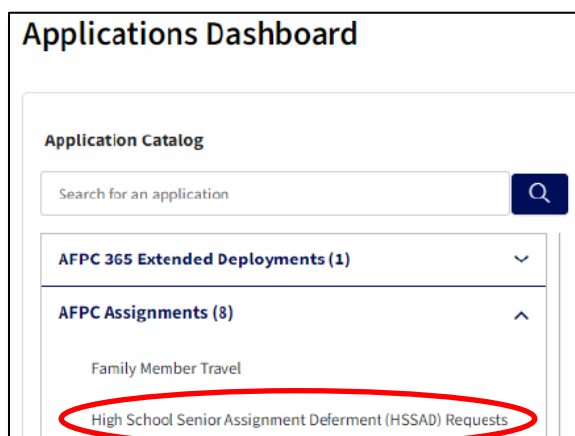 Applications Dashboard
Application Catalog
Search for an application
AFPC 365 Extended Deployments (1)
AFPC Assignments (8)
Family Member Travel
High School Senior Assignment Deferment (HSSAD) Requests